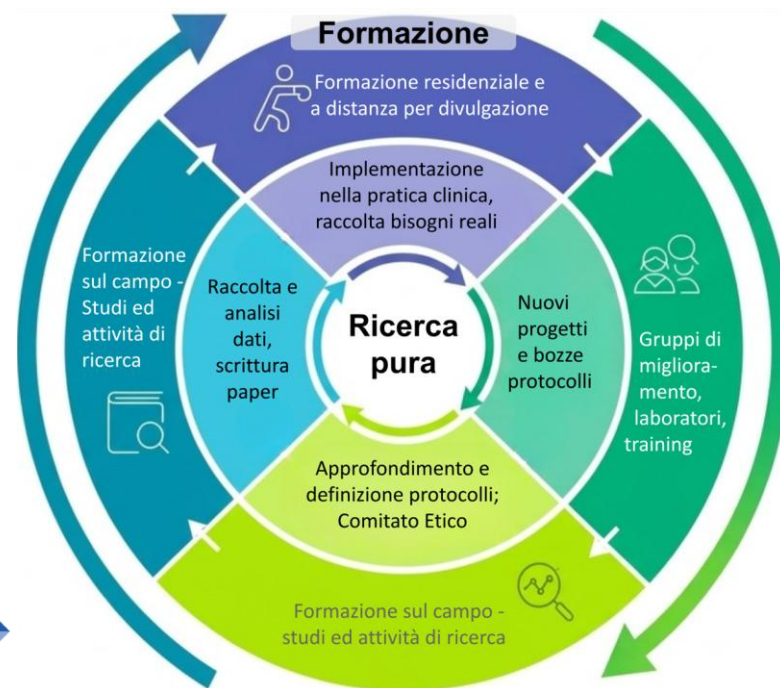 Formazione
Formazione residenziale e
a distanza per divulgazione
Implementazione
nella pratica clinica,
raccolta bisogni reali
Formazione
sul campo -
Studi ed
attività di
ricerca
Raccolta e
analisi
dati,
scrittura
paper
Ricerca
pura
Nuovi
progetti
e bozze
protocolli
Gruppi di
migliora-
mento,
laboratori,
training
Approfondimento e
definizione protocolli;
Comitato Etico
Formazione sul campo -
studi ed attività di ricerca